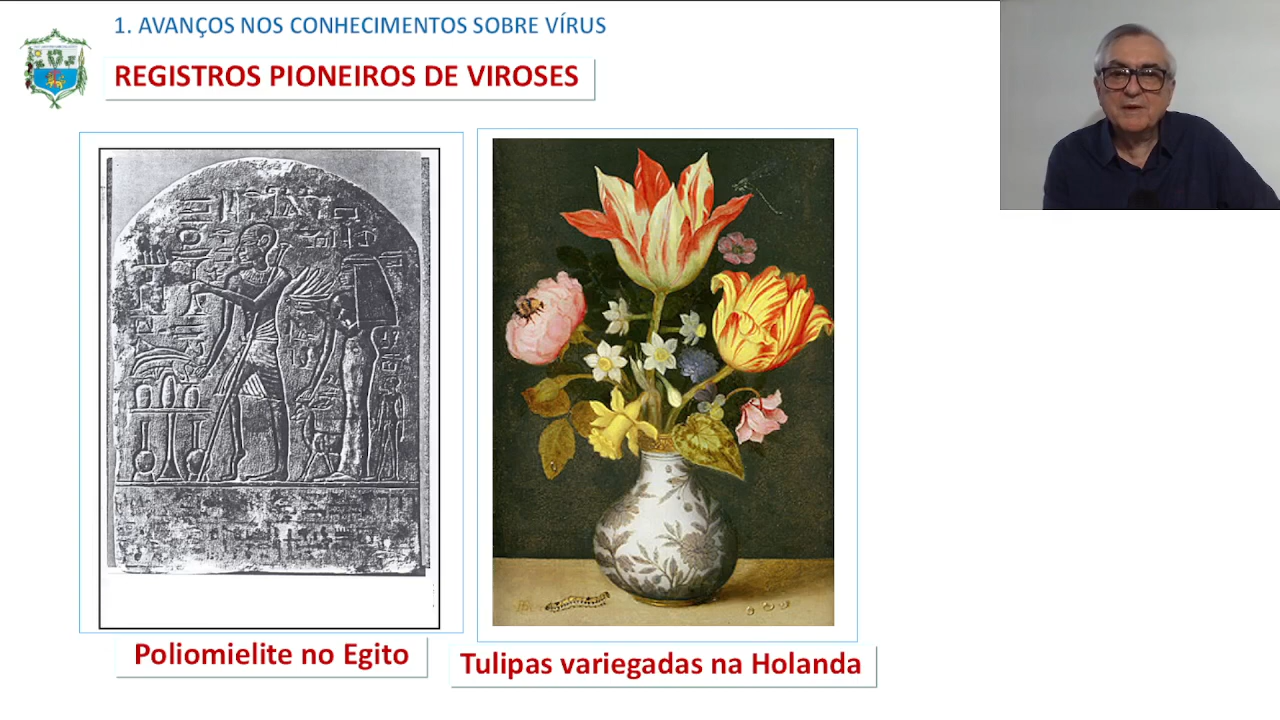 1. AVANÇOS NOS CONHECIMENTOS SOBRE VÍRUS
REGISTROS PIONEIROS DE VIROSES
Poliomielite no Egito
Tulipas variegadas na Holanda